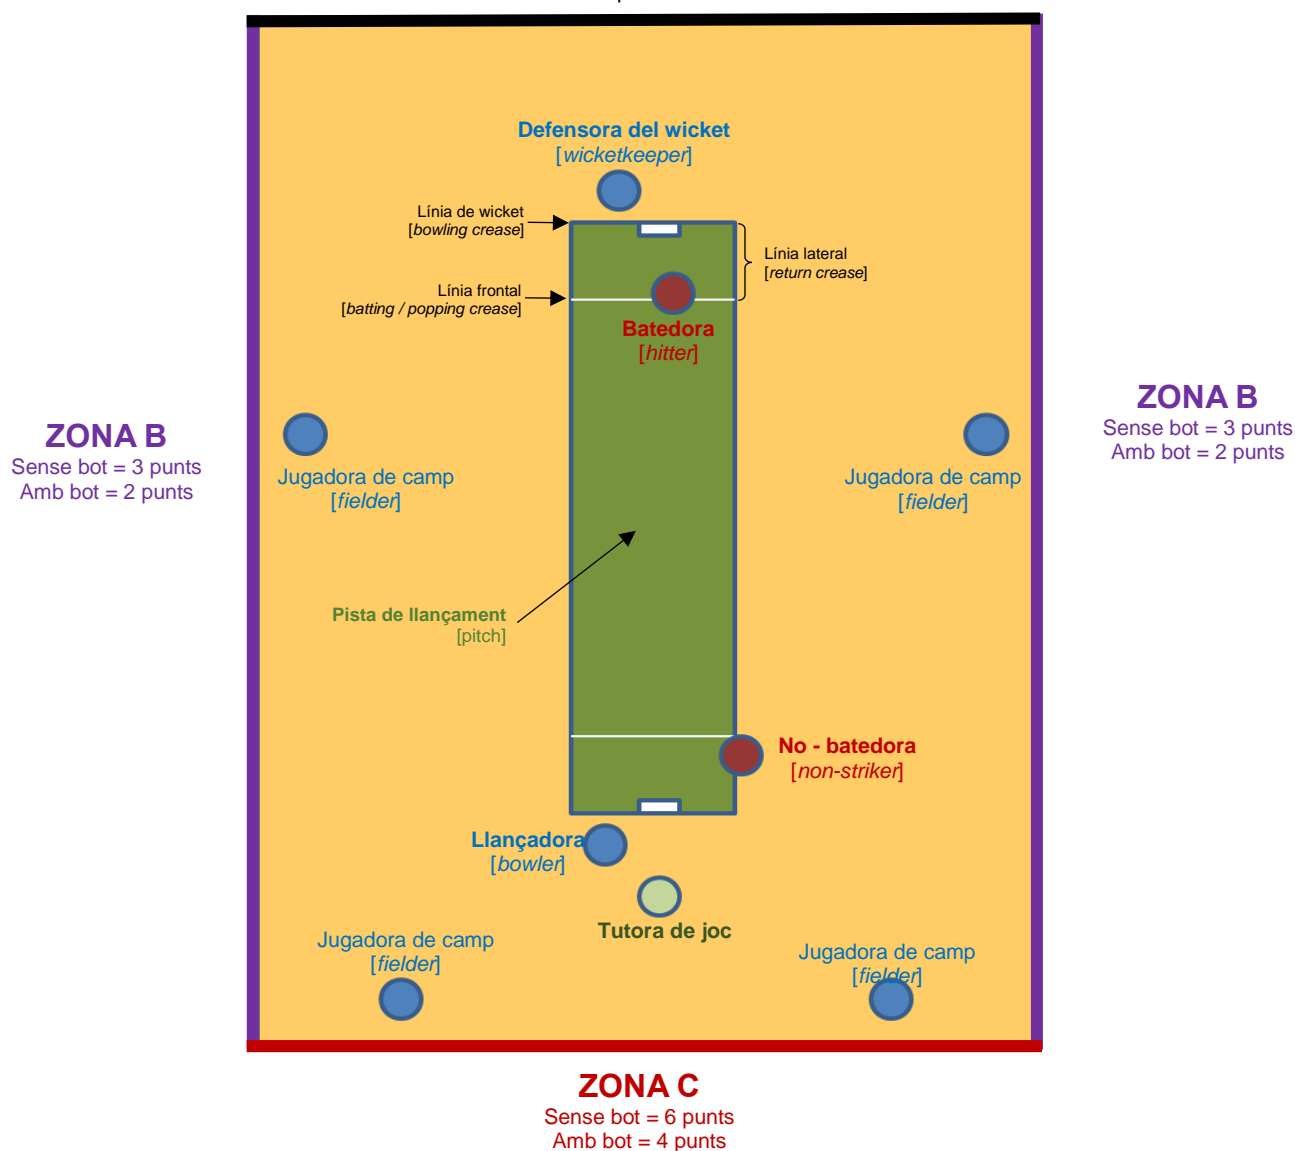 Defensora del wicket
[wicketkeeper]
Línia de wicket
[bowling crease]
Línia lateral
[return crease]
Línia frontal
[batting / popping crease]
Batedora
[hitter]
ZONA B
Sense bot = 3 punts
Amb bot = 2 punts
ZONA B
Sense bot = 3 punts
Amb bot = 2 punts
Jugadora de camp
[fielder]
Jugadora de camp
[fielder]
Pista de llançament
[pitch]
No - batedora
[non-striker]
Llançadora
[bowler]
Tutora de joc
Jugadora de camp
[fielder]
Jugadora de camp
[fielder]
ZONA C
Sense bot = 6 punts
Amb bot = 4 punts